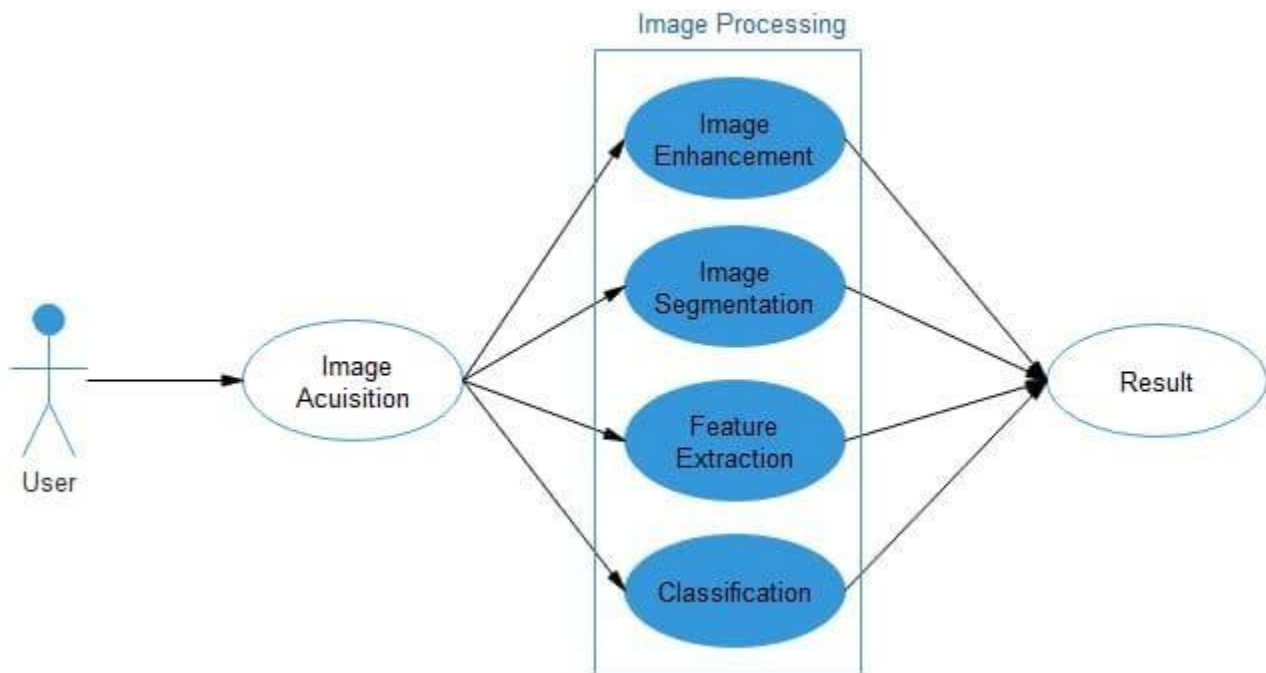 Image Processing
Image
Enhancement
Image
Segmentation
User
Image
Acuisition
Feature
Extraction
Classification
Result